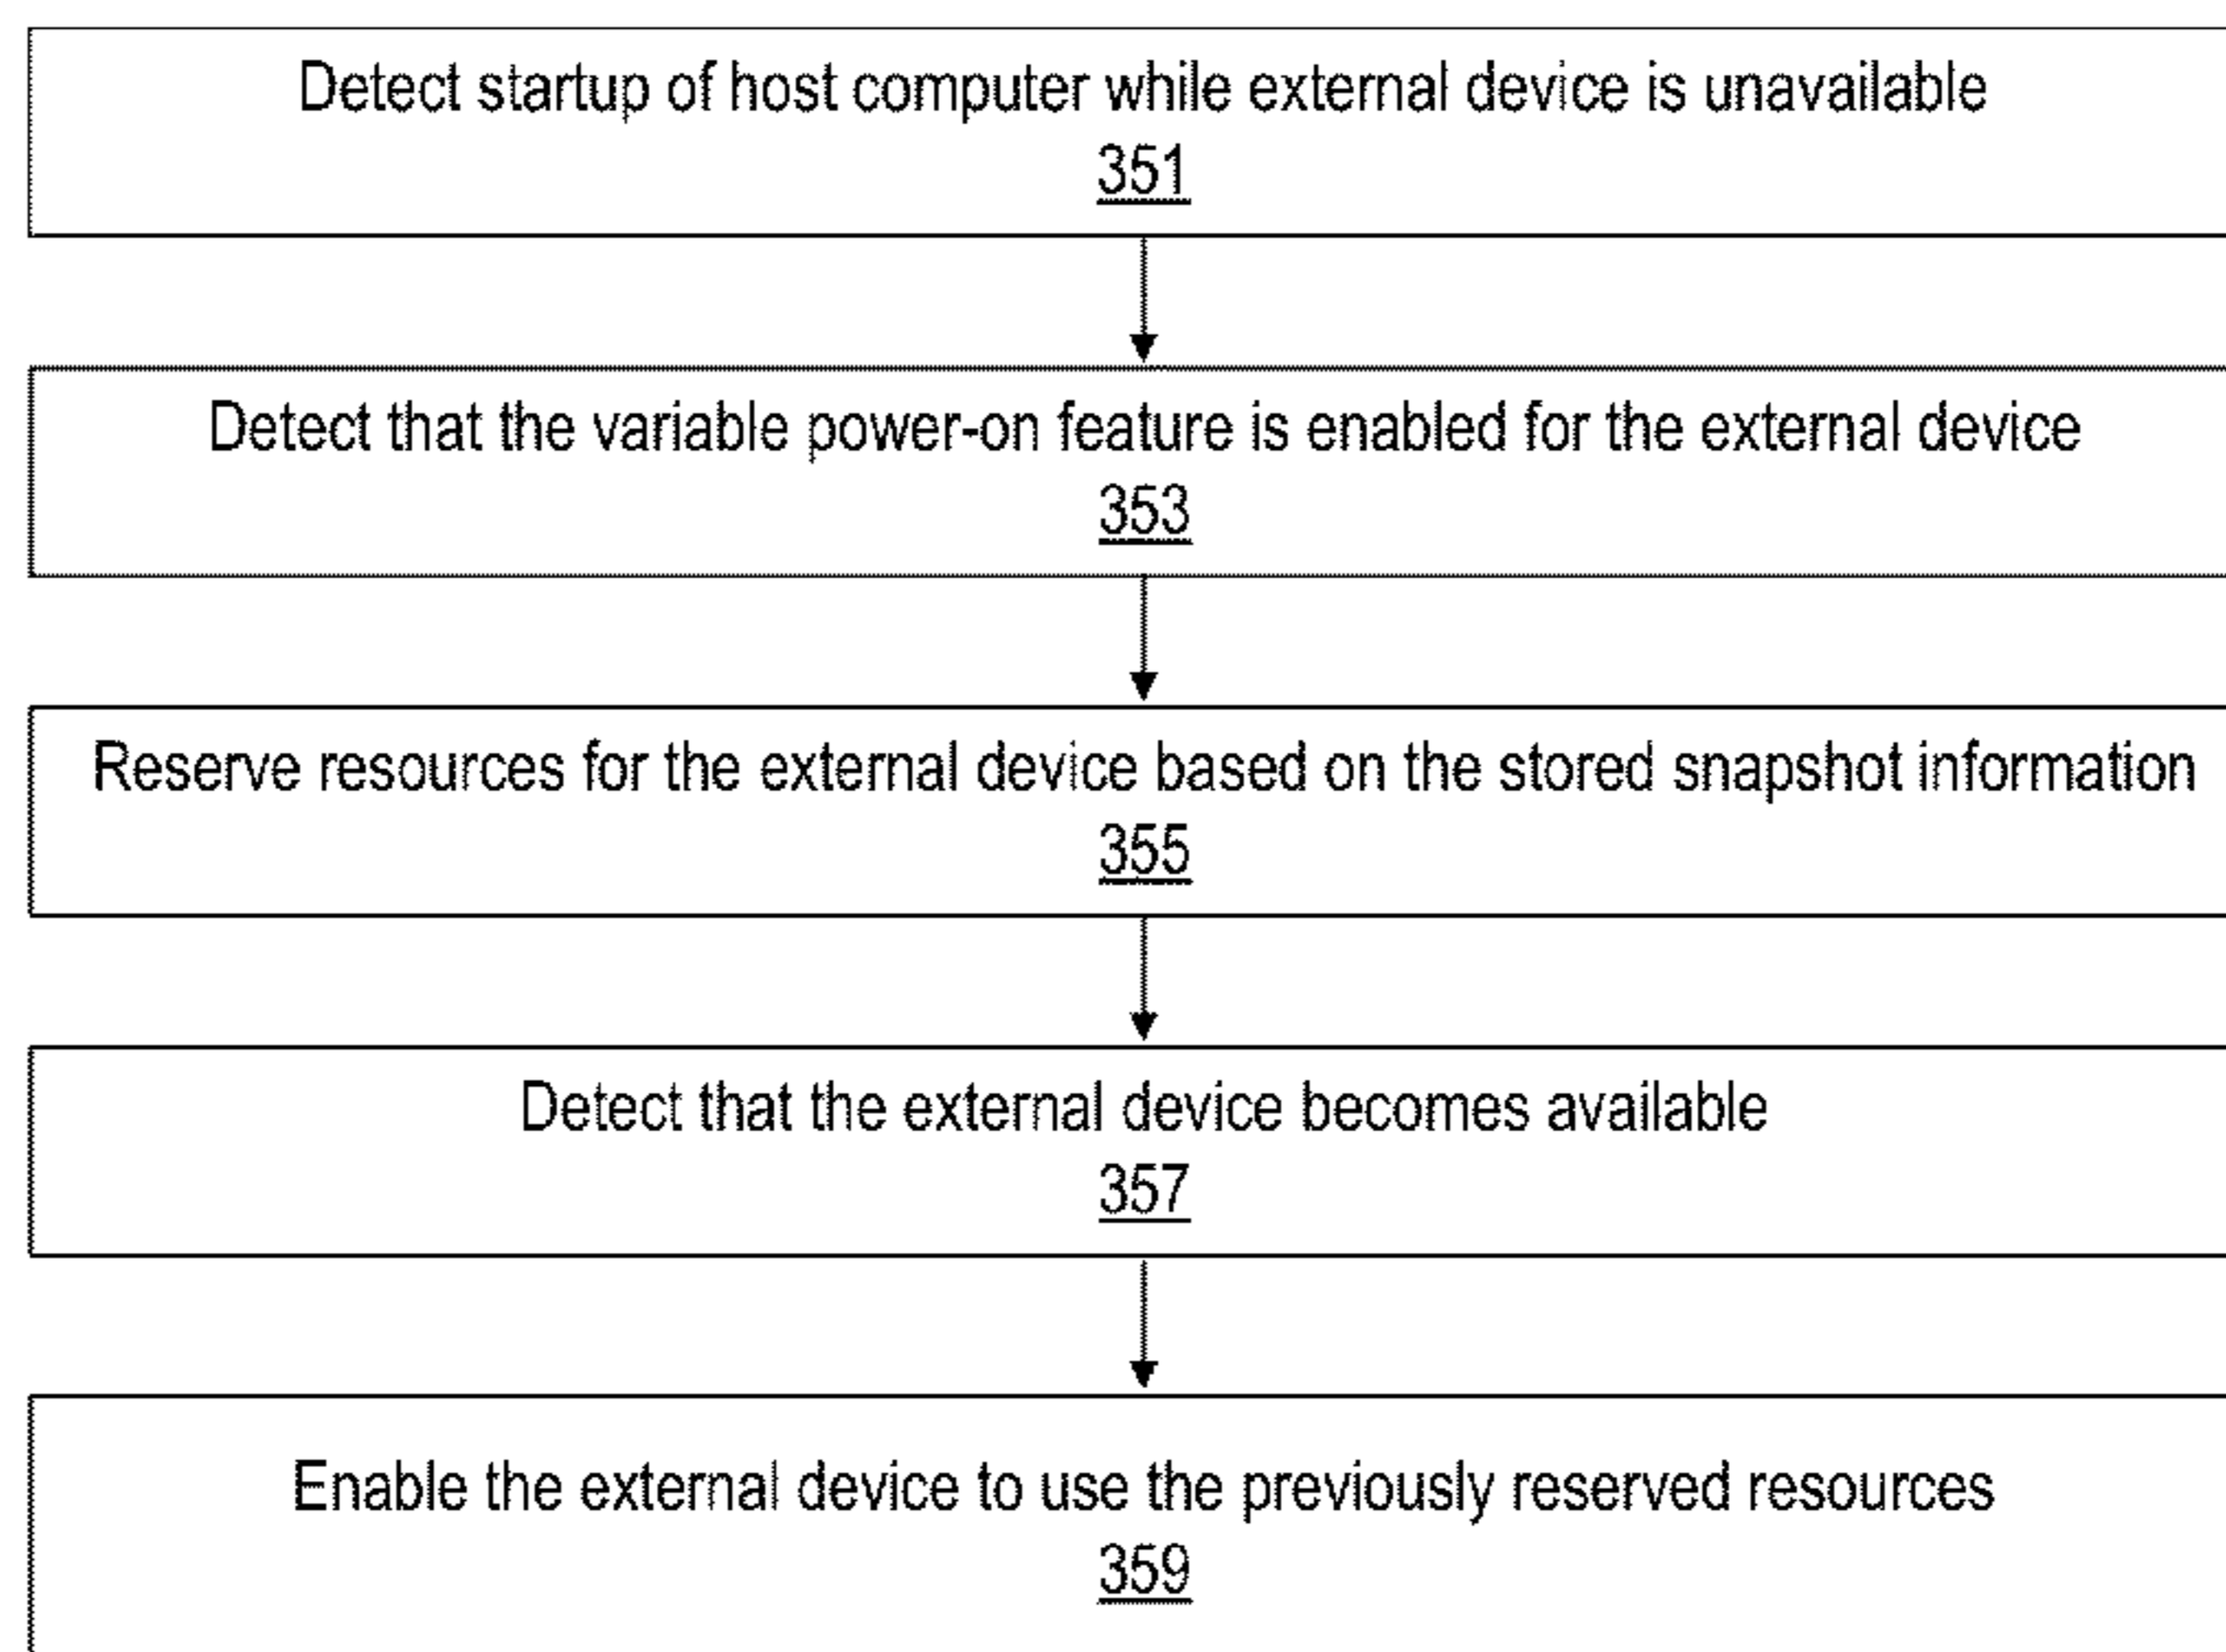 Detect startup of host computer while external device is unavailable
351
Detect that the variable power-on feature is enabled for the external device
353
Reserve resources for the external device based on the stored snapshot information
355
Detect that the external device becomes available
357
Enable the external device to use the previously reserved resources
359